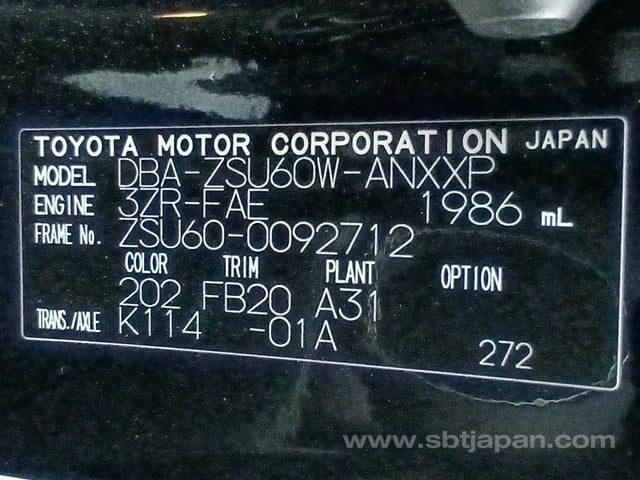 TOYOTA MOTOR CORPORATION JAPAN
MODEL DBA-ZSU60W-ANXXP
ENGINE 3ZR-FAE 1986 mL
FRAME No. ZSU60-0092712
COLOR TRIM PLANT OPTION
202 FB20 A31
TRANS./AXLE K114 -01A
272
www.sbtjapan.com